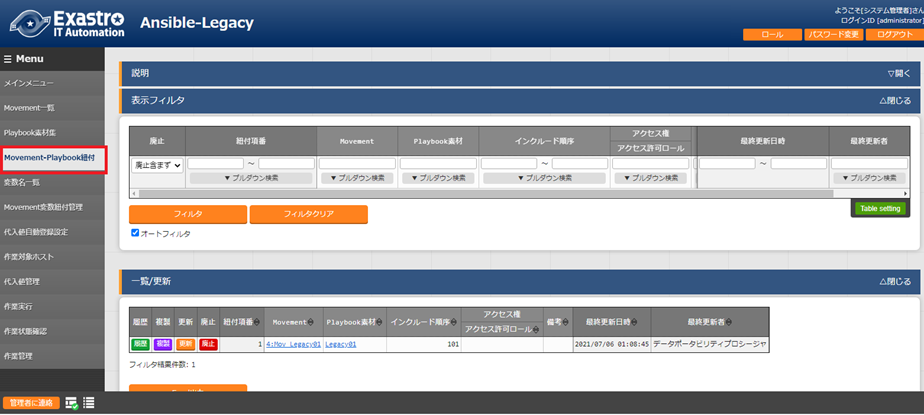 Exastro
IT Automation
Ansible-Legacy
ようこそ[システム管理者]さん
ログインID [administrator]
ロール
パスワード変更
ログアウト
Menu
メインメニュー
Movement一覧
Playbook素材集
Movement-Playbook紐付
変数名一覧
Movement変数紐付管理
代入値自動登録設定
作業対象ホスト
代入値管理
作業実行
作業状態確認
作業管理
説明
▽開く
表示フィルタ
△閉じる
廃止 紐付項番 Movement Playbook素材 インクルード順序 アクセス権 最終更新日時 最終更新者
アクセス許可ロール
廃止含まず ～ ～ ～
▼ プルダウン検索 ▼ プルダウン検索 ▼ プルダウン検索 ▼ プルダウン検索 ▼ プルダウン検索 ▼ プルダウン検索
フィルタ フィルタクリア
Table setting
オートフィルタ
一覧/更新
△閉じる
履歴 複製 更新 廃止 紐付項番 Movement Playbook素材 インクルード順序 アクセス権 備考 最終更新日時 最終更新者
アクセス許可ロール
履歴 複製 更新 廃止 1 4:Mov_Legacy01 Legacy01 101 2021/07/06 01:08:45 データポータビリティプロシージャ
フィルタ結果件数: 1
管理者に連絡